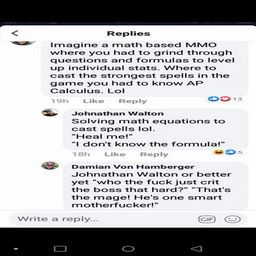 Replies
Imagine a math based MMO
where you had to grind through
questions and formulas to level
up individual stats. Where to
cast the strongest spells in the
game you had to know AP
Calculus. Lol
19h Like Reply 13
Johnathan Walton
Solving math equations to
cast spells lol.
"Heal me!"
"I don't know the formula!"
18h Like Reply 5
Damian Von Hamberger
Johnathan Walton or better
yet "who the fuck just crit
the boss that hard?" "That's
the mage! He's one smart
motherfucker!"
Write a reply...
GIF